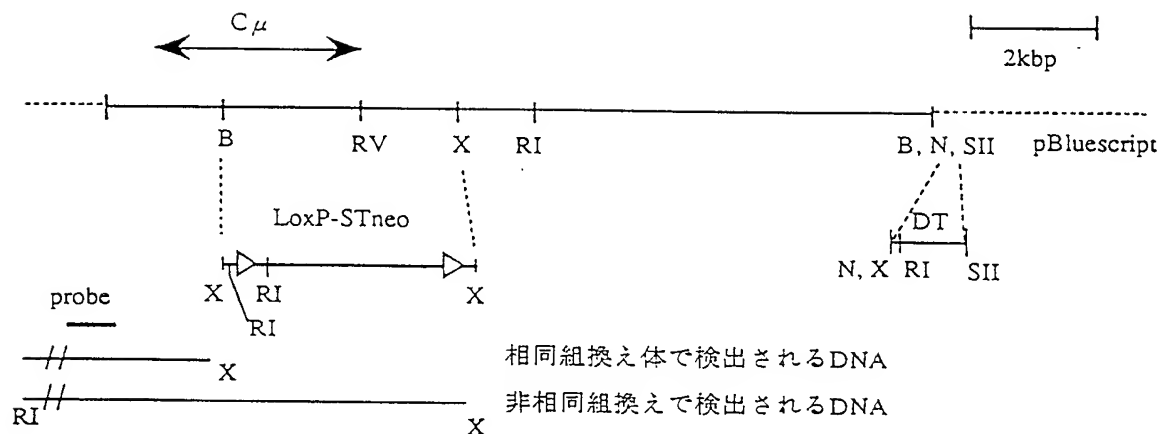 Cμ
2kbp
B RV X RI B, N, SII pBluescript
LoxP-STneo DT
X RI X N, X RI SII
probe RI
X 相同組換え体で検出されるDNA
RI X 非相同組換えで検出されるDNA